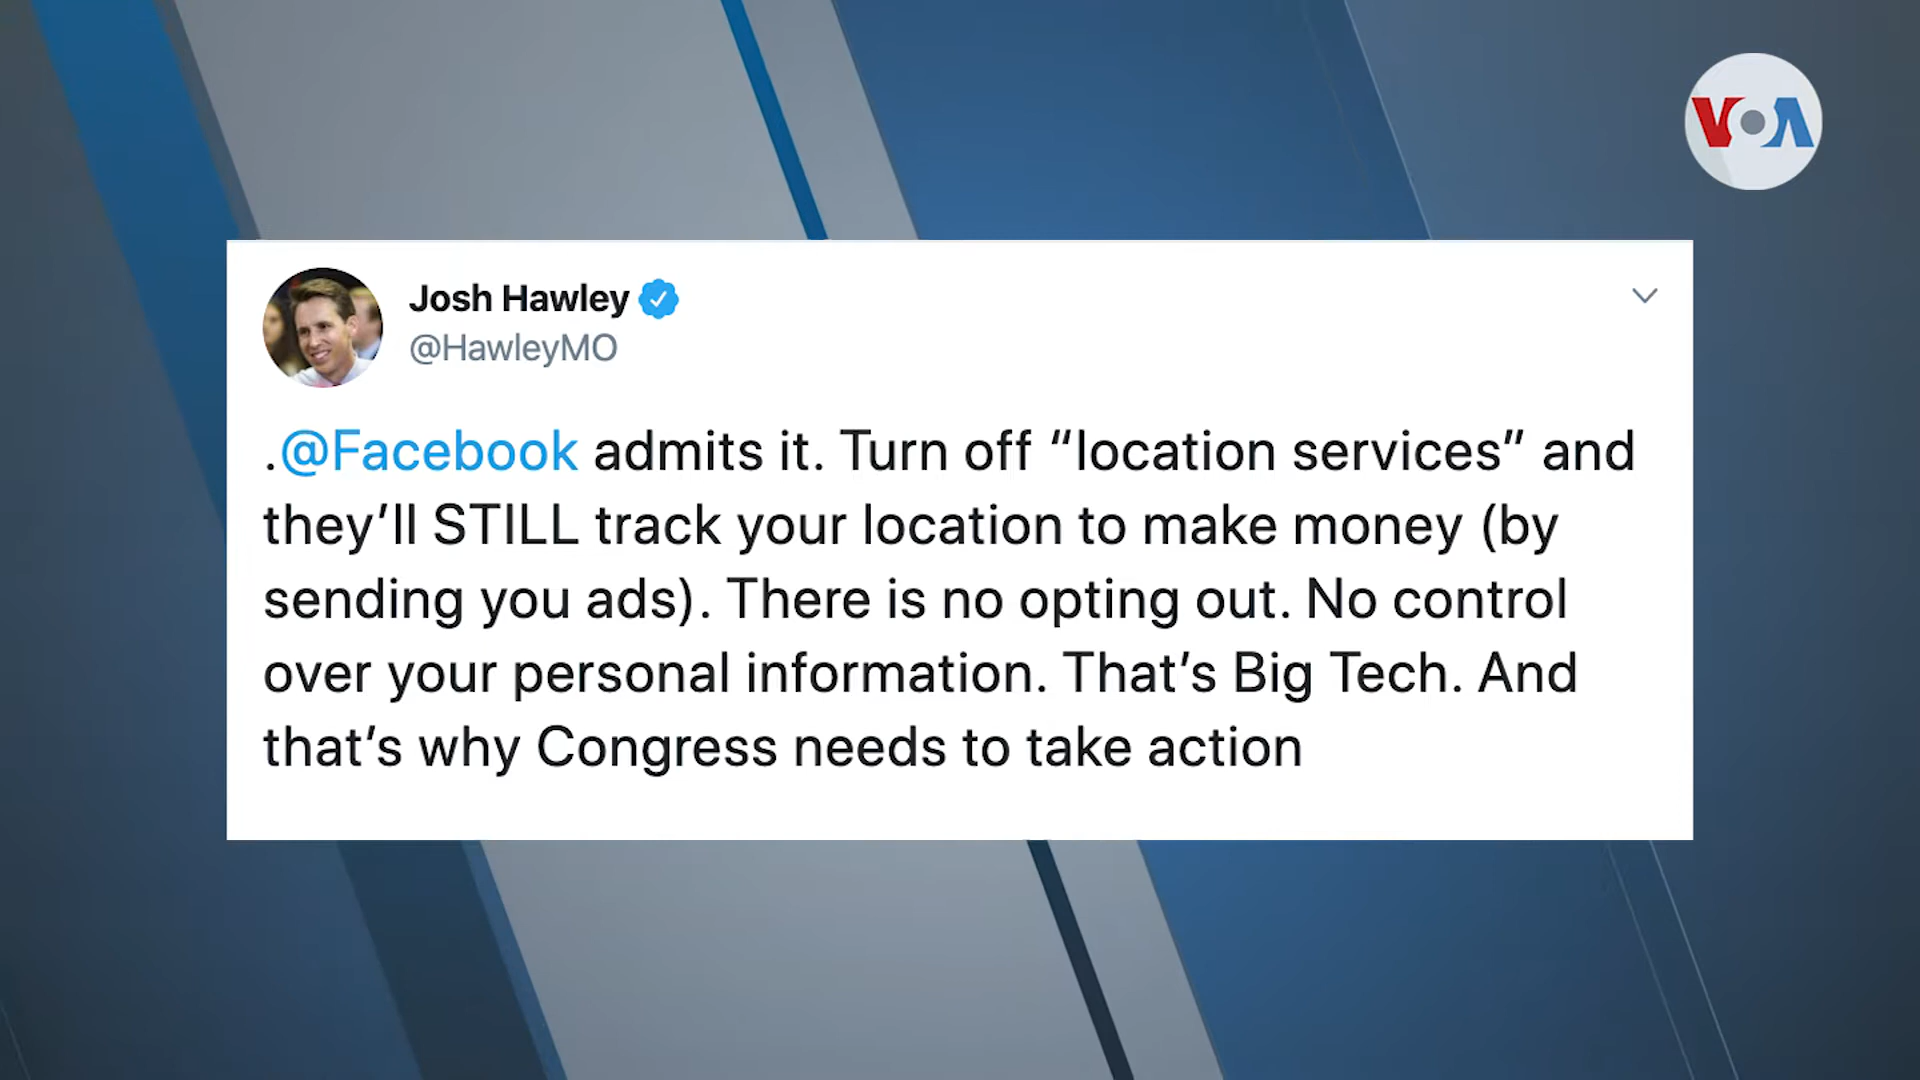 VOA
Josh Hawley
@HawleyMO
.@Facebook admits it. Turn off “location services” and
they’ll STILL track your location to make money (by
sending you ads). There is no opting out. No control
over your personal information. That’s Big Tech. And
that’s why Congress needs to take action